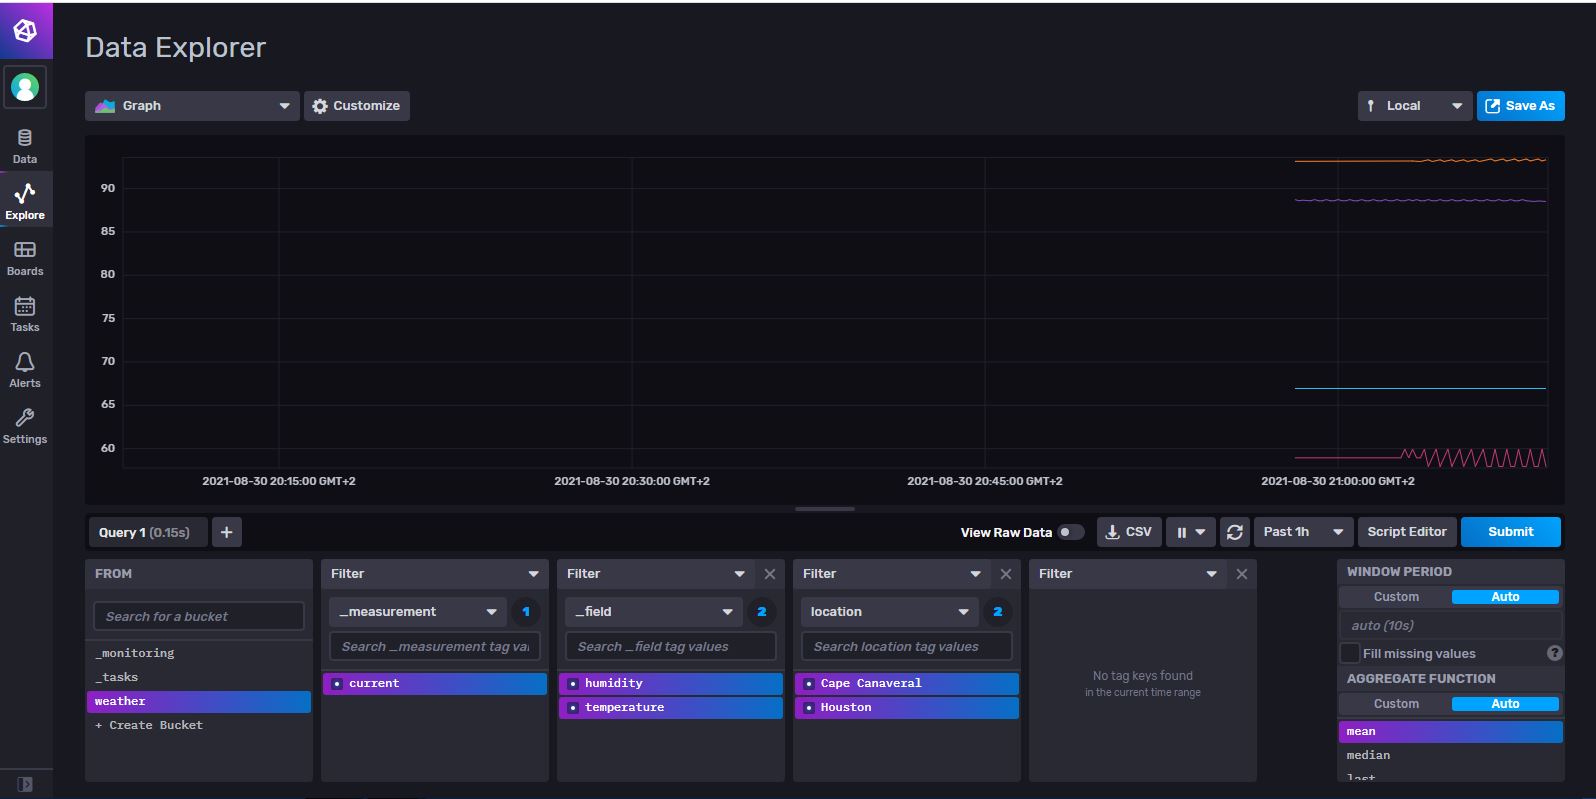 Data Explorer
Graph
Customize
Local
Save As
Data
Explore
Boards
Tasks
Alerts
Settings
90
85
80
75
70
65
60
2021-08-30 20:15:00 GMT+2
2021-08-30 20:30:00 GMT+2
2021-08-30 20:45:00 GMT+2
2021-08-30 21:00:00 GMT+2
Query 1 (0.15s)
+
View Raw Data
CSV
Past 1h
Script Editor
Submit
FROM
Search for a bucket
_monitoring
_tasks
weather
+ Create Bucket
Filter
_measurement
1
Search _measurement tag va
current
Filter
_field
2
Search _field tag values
humidity
temperature
Filter
location
2
Search location tag values
Cape Canaveral
Houston
Filter
No tag keys found
in the current time range
WINDOW PERIOD
Custom
Auto
auto (10s)
Fill missing values
?
AGGREGATE FUNCTION
Custom
Auto
mean
median
last